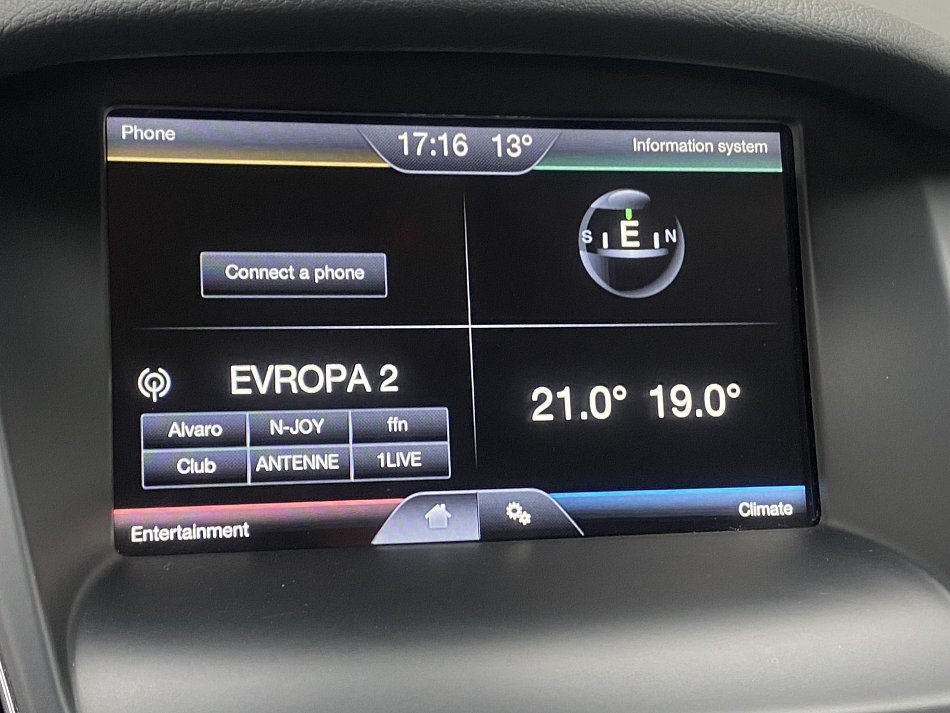 Phone
17:16 13°
Information system
Connect a phone
S E N
EVROPA 2
Alvaro N-JOY ffn
Club ANTENNE 1LIVE
21.0° 19.0°
Entertainment
Climate